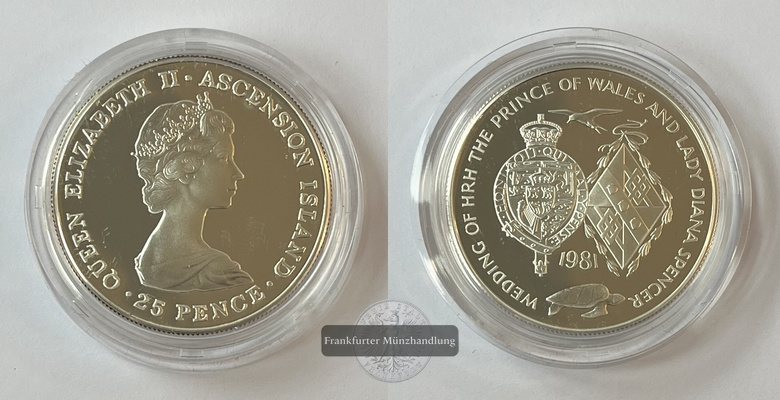 QUEEN ELIZABETH II · ASCENSION ISLAND
· 25 PENCE ·
WEDDING OF HRH THE PRINCE OF WALES AND LADY DIANA SPENCER
1981
Frankfurter Münzhandlung